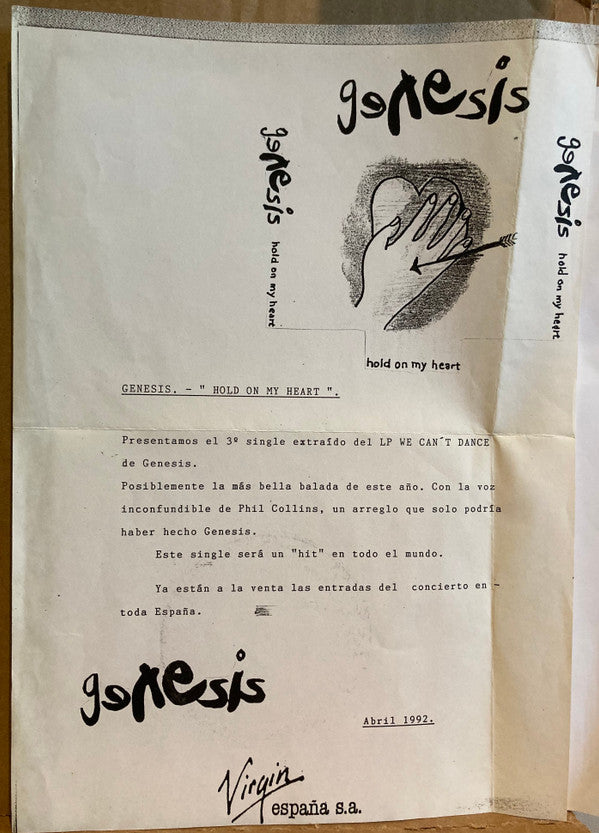 genesis
genesis hold on my heart
genesis hold on my heart
hold on my heart
GENESIS. - " HOLD ON MY HEART ".
Presentamos el 3º single extraído del LP WE CAN´T DANCE
de Genesis.
Posiblemente la más bella balada de este año. Con la voz
inconfundible de Phil Collins, un arreglo que solo podría
haber hecho Genesis.
Este single será un "hit" en todo el mundo.
Ya están a la venta las entradas del concierto en -
toda España.
genesis
Abril 1992.
Virgin
españa s.a.